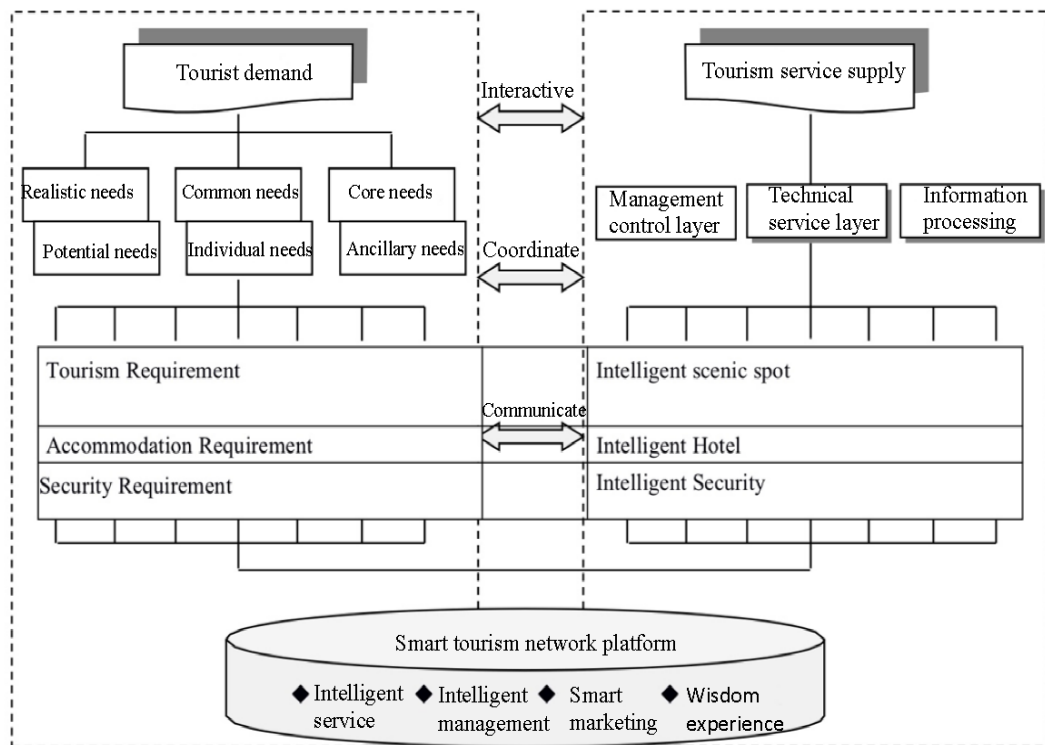 Tourist demand
Interactive
Tourism service supply
Realistic needs
Common needs
Core needs
Potential needs
Individual needs
Ancillary needs
Management
control layer
Technical
service layer
Information
processing
Coordinate
Tourism Requirement
Intelligent scenic spot
Communicate
Accommodation Requirement
Intelligent Hotel
Security Requirement
Intelligent Security
Smart tourism network platform
◆ Intelligent
service
◆ Intelligent
management
◆ Smart
marketing
◆ Wisdom
experience